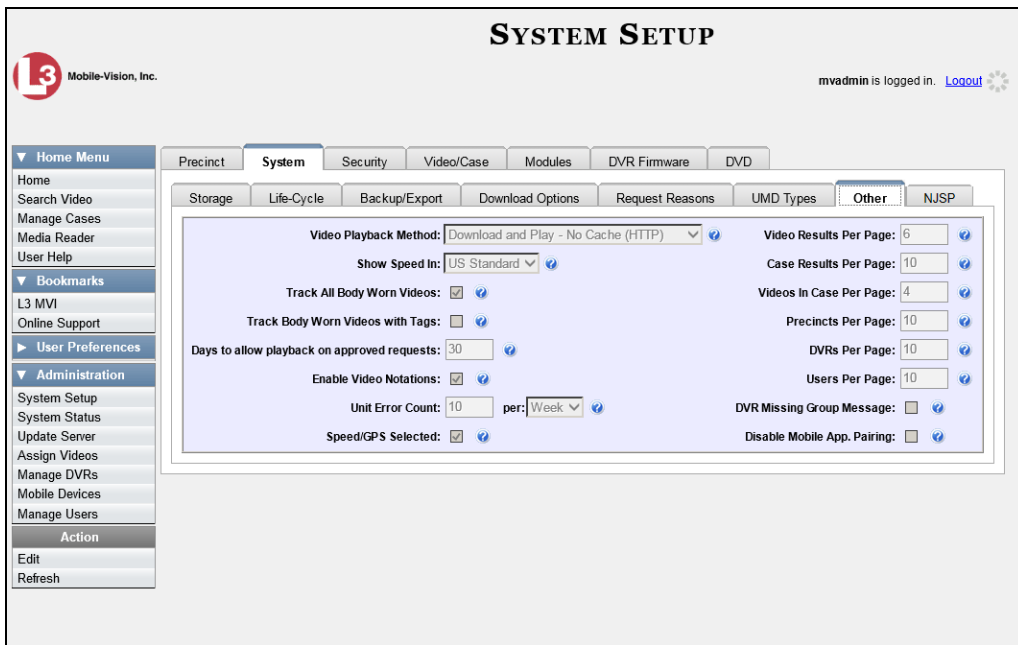 SYSTEM SETUP
L3 Mobile-Vision, Inc.
mvadmin is logged in. Logout
Home Menu
Home
Search Video
Manage Cases
Media Reader
User Help
Bookmarks
L3 MVI
Online Support
User Preferences
Administration
System Setup
System Status
Update Server
Assign Videos
Manage DVRs
Mobile Devices
Manage Users
Action
Edit
Refresh
Precinct System Security Video/Case Modules DVR Firmware DVD
Storage Life-Cycle Backup/Export Download Options Request Reasons UMD Types Other NJSP
Video Playback Method: Download and Play - No Cache (HTTP) ?
Show Speed In: US Standard ?
Track All Body Worn Videos: ?
Track Body Worn Videos with Tags: ?
Days to allow playback on approved requests: 30 ?
Enable Video Notations: ?
Unit Error Count: 10 per: Week ?
Speed/GPS Selected: ?
Video Results Per Page: 6 ?
Case Results Per Page: 10 ?
Videos In Case Per Page: 4 ?
Precincts Per Page: 10 ?
DVRs Per Page: 10 ?
Users Per Page: 10 ?
DVR Missing Group Message: ?
Disable Mobile App. Pairing: ?